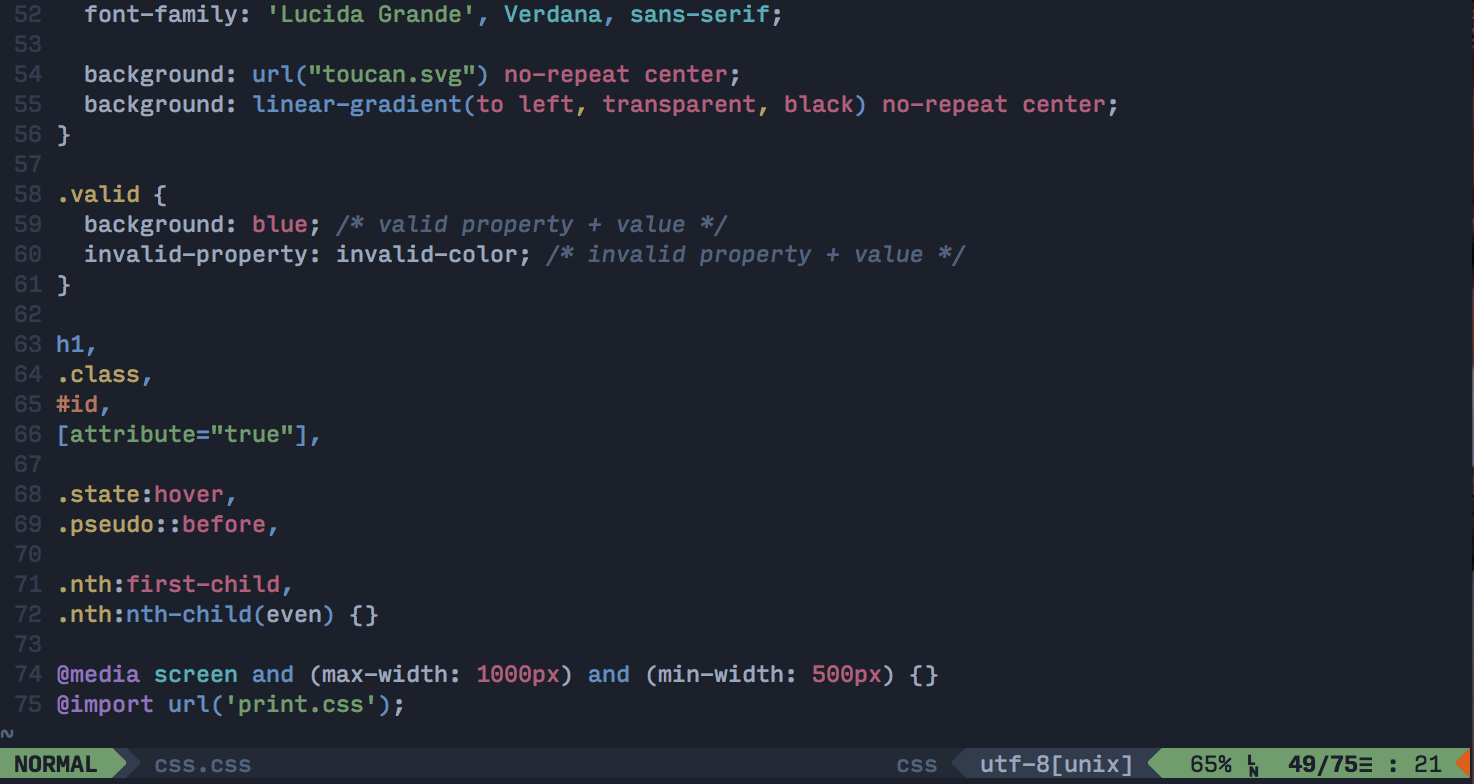 52   font-family: 'Lucida Grande', Verdana, sans-serif;
53
54   background: url("toucan.svg") no-repeat center;
55   background: linear-gradient(to left, transparent, black) no-repeat center;
56 }
57
58 .valid {
59   background: blue; /* valid property + value */
60   invalid-property: invalid-color; /* invalid property + value */
61 }
62
63 h1,
64 .class,
65 #id,
66 [attribute="true"],
67
68 .state:hover,
69 .pseudo::before,
70
71 .nth:first-child,
72 .nth:nth-child(even) {}
73
74 @media screen and (max-width: 1000px) and (min-width: 500px) {}
75 @import url('print.css');
~
NORMAL css.css css utf-8[unix] 65% LN 49/75≡ : 21